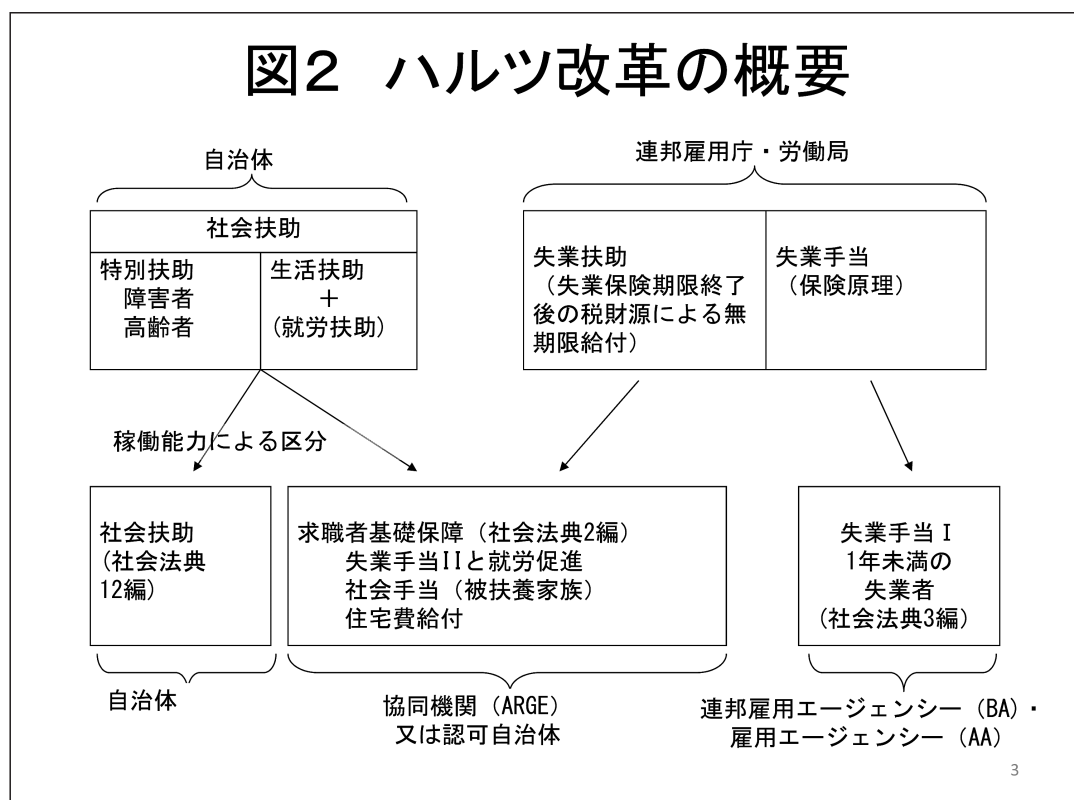 図２　ハルツ改革の概要
自治体
連邦雇用庁・労働局
社会扶助
特別扶助
障害者
高齢者
生活扶助
＋
(就労扶助)
失業扶助
（失業保険期限終了
後の税財源による無
期限給付）
失業手当
（保険原理）
稼働能力による区分
社会扶助
(社会法典
12編)
求職者基礎保障（社会法典2編）
失業手当IIと就労促進
社会手当（被扶養家族）
住宅費給付
失業手当Ⅰ
1年未満の
失業者
(社会法典3編）
自治体
協同機関（ARGE）
又は認可自治体
連邦雇用エージェンシー（BA)・
雇用エージェンシー（AA）
3